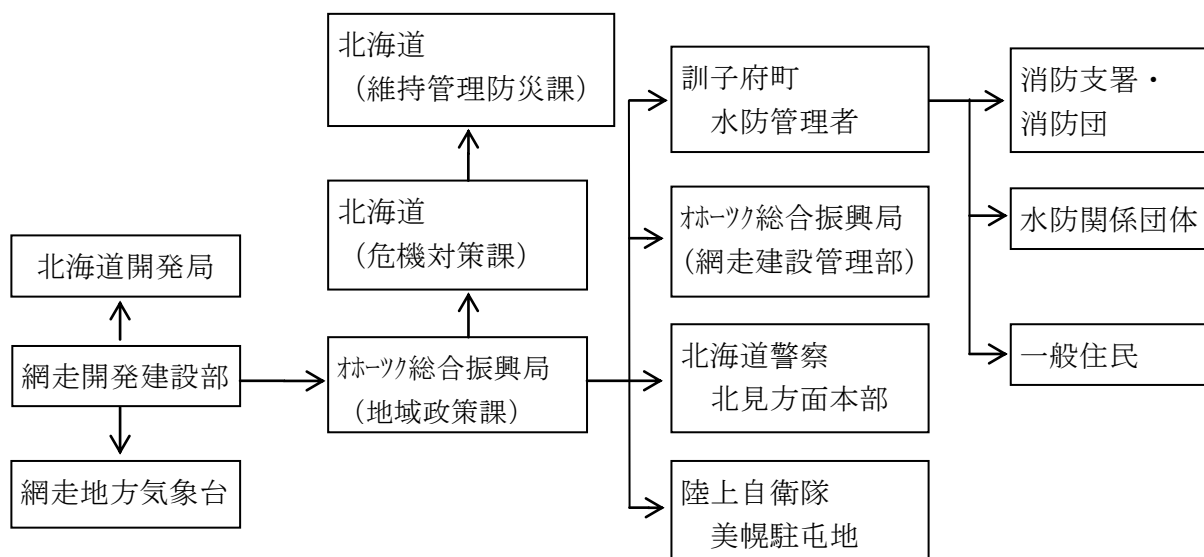 北海道
（維持管理防災課）
訓子府町
水防管理者
消防支署・
消防団
北海道
（危機対策課）
ｵﾎｰﾂｸ総合振興局
（網走建設管理部）
水防関係団体
北海道開発局
網走開発建設部
ｵﾎｰﾂｸ総合振興局
（地域政策課）
北海道警察
北見方面本部
一般住民
網走地方気象台
陸上自衛隊
美幌駐屯地